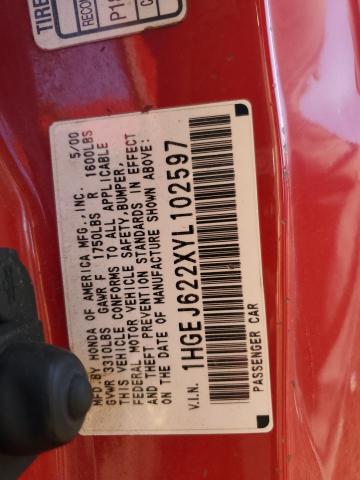 TIRE
RECO
P18
C
MFD.BY HONDA OF AMERICA MFG.,INC. 5/00
GVWR 3310LBS GAWR F 1750LBS R 1600LBS
THIS VEHICLE CONFORMS TO ALL APPLICABLE
FEDERAL MOTOR VEHICLE SAFETY,BUMPER,
AND THEFT PREVENTION STANDARDS IN EFFECT
ON THE DATE OF MANUFACTURE SHOWN ABOVE:
V.I.N. 1HGEJ622XYL102597
PASSENGER CAR